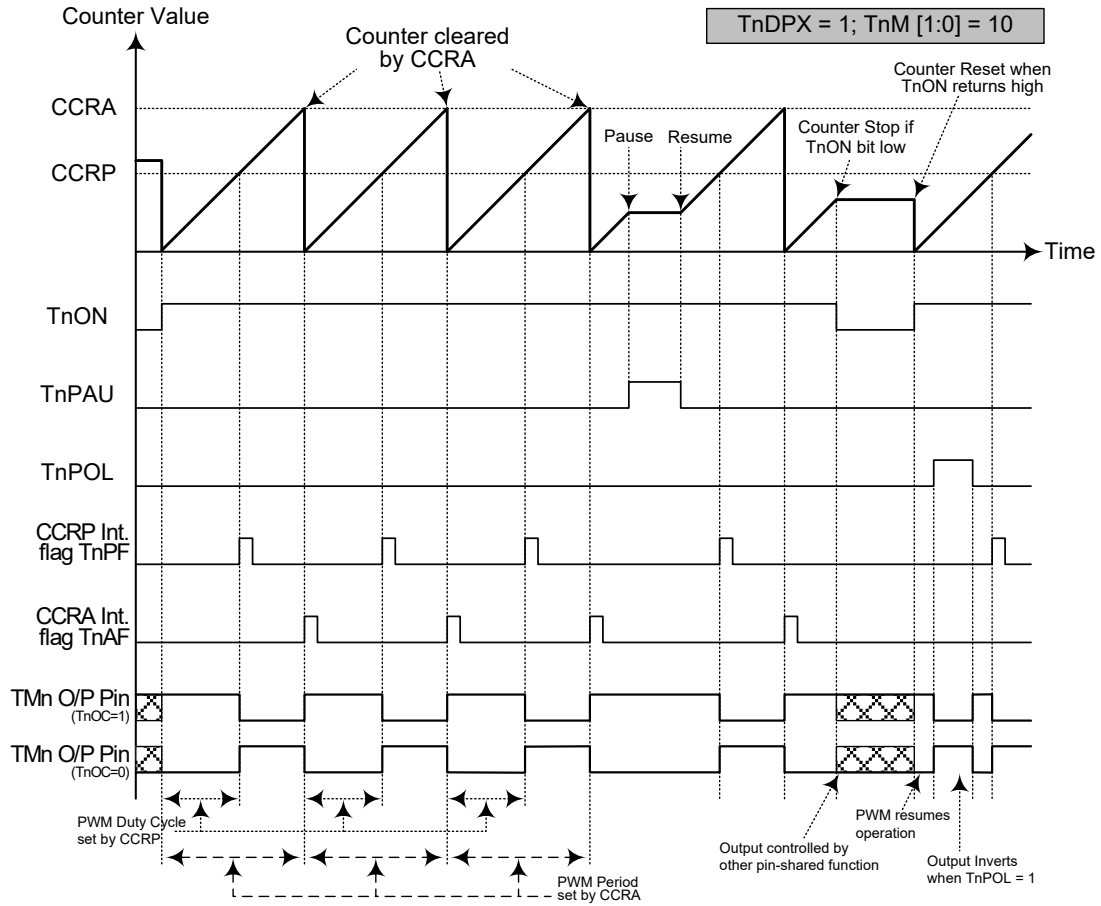 Counter Value
TnDPX = 1; TnM [1:0] = 10
Counter cleared
by CCRA
Counter Reset when
TnON returns high
CCRA
Pause
Resume
Counter Stop if
TnON bit low
CCRP
Time
TnON
TnPAU
TnPOL
CCRP Int.
flag TnPF
CCRA Int.
flag TnAF
TMn O/P Pin
(TnOC=1)
TMn O/P Pin
(TnOC=0)
PWM Duty Cycle
set by CCRP
PWM resumes
operation
Output controlled by
other pin-shared function
Output Inverts
when TnPOL = 1
PWM Period
set by CCRA